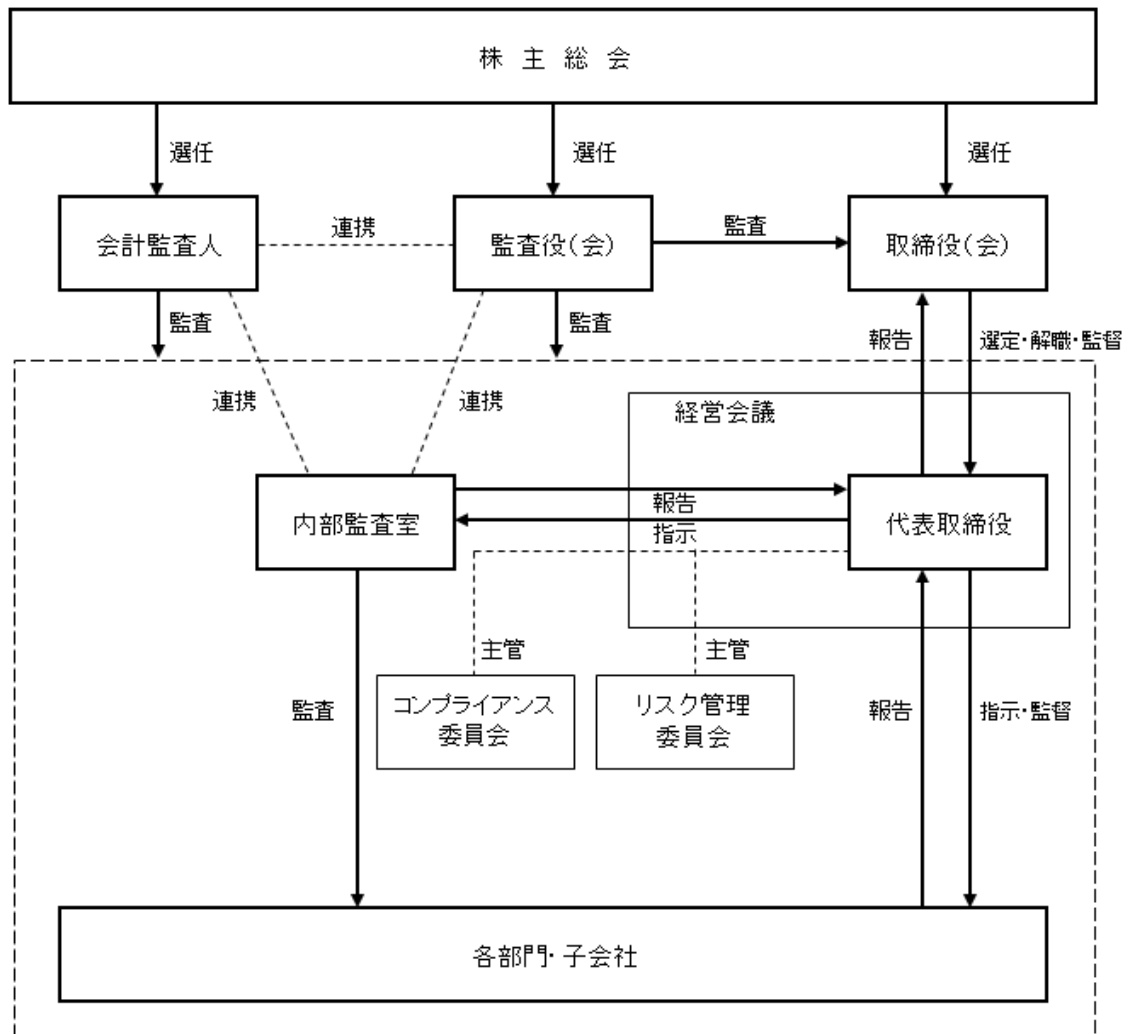 株主総会
選任
選任
選任
会計監査人
連携
監査役(会)
監査
取締役(会)
監査
監査
報告
選定・解職・監督
連携
連携
経営会議
内部監査室
報告
指示
代表取締役
主管
主管
コンプライアンス
委員会
リスク管理
委員会
監査
報告
指示・監督
各部門・子会社